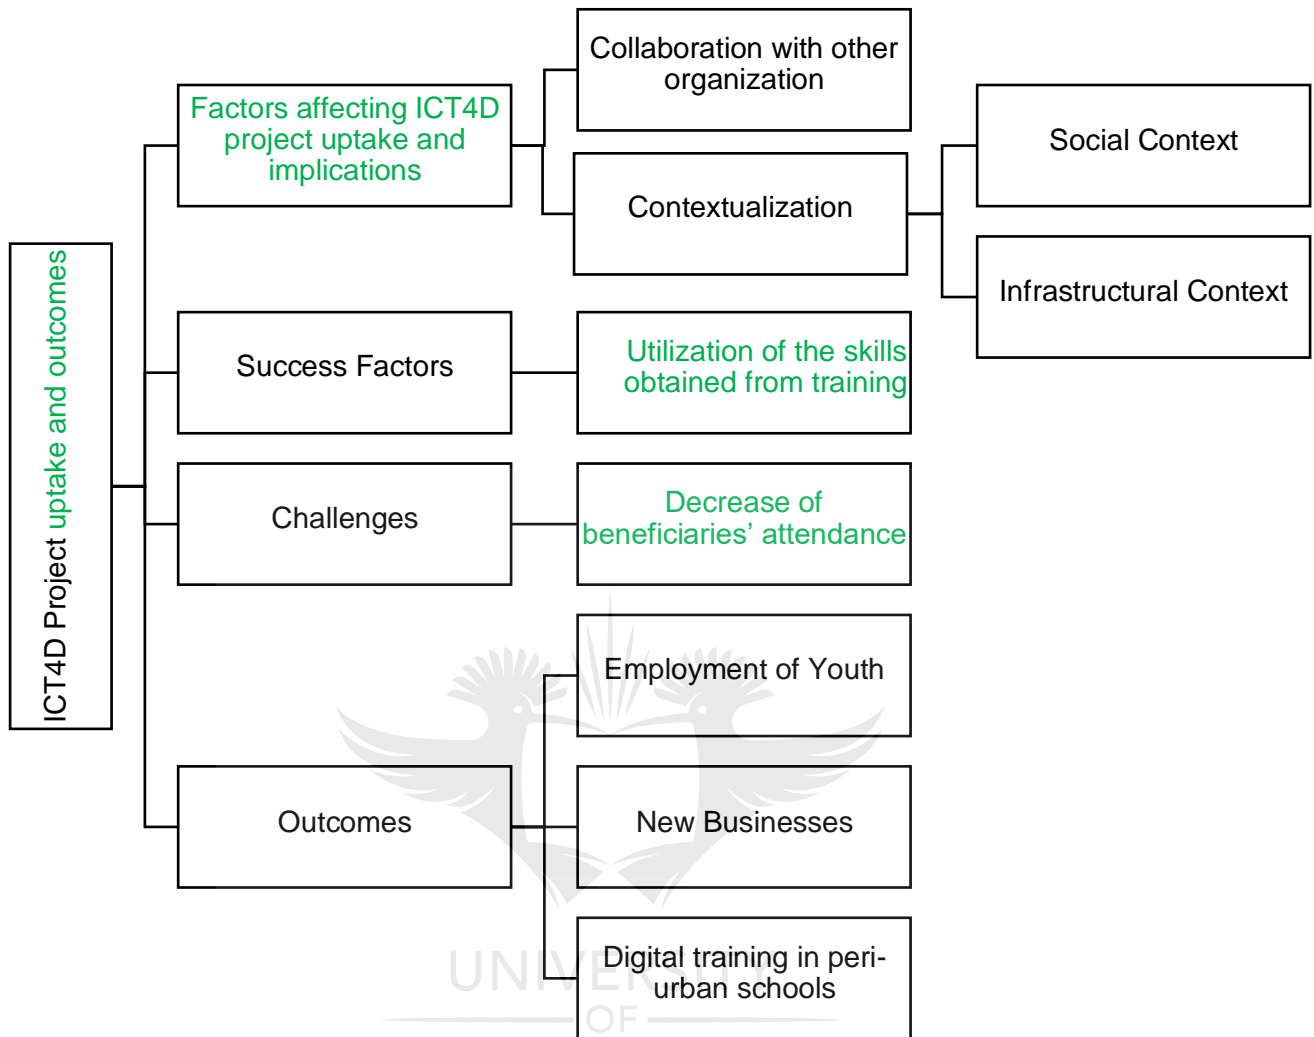 ICT4D Project uptake and outcomes
Factors affecting ICT4D
project uptake and
implications
Collaboration with other
organization
Contextualization
Social Context
Infrastructural Context
Success Factors
Utilization of the skills
obtained from training
Challenges
Decrease of
beneficiaries’ attendance
Outcomes
Employment of Youth
New Businesses
Digital training in peri-
urban schools
UNIVERSITY
OF